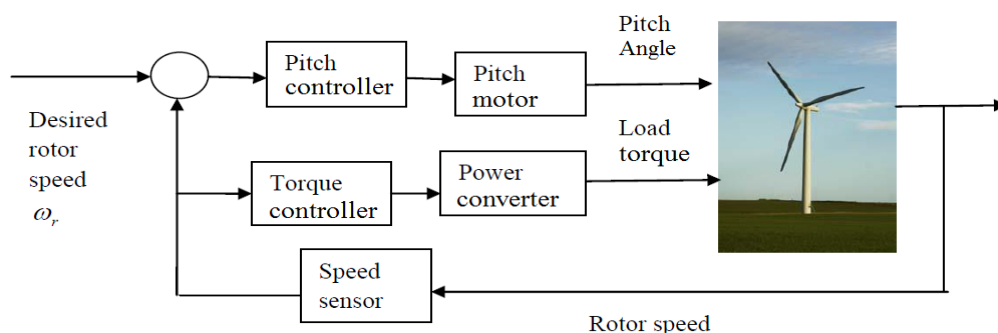 Pitch
Angle
Pitch
controller
Pitch
motor
Desired
rotor
speed
ω_r
Load
torque
Torque
controller
Power
converter
Speed
sensor
Rotor speed